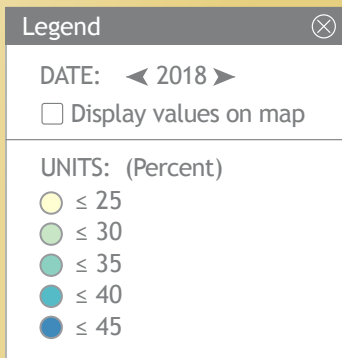 Legend
DATE: ◄ 2018 ►
Display values on map
UNITS: (Percent)
≤ 25
≤ 30
≤ 35
≤ 40
≤ 45